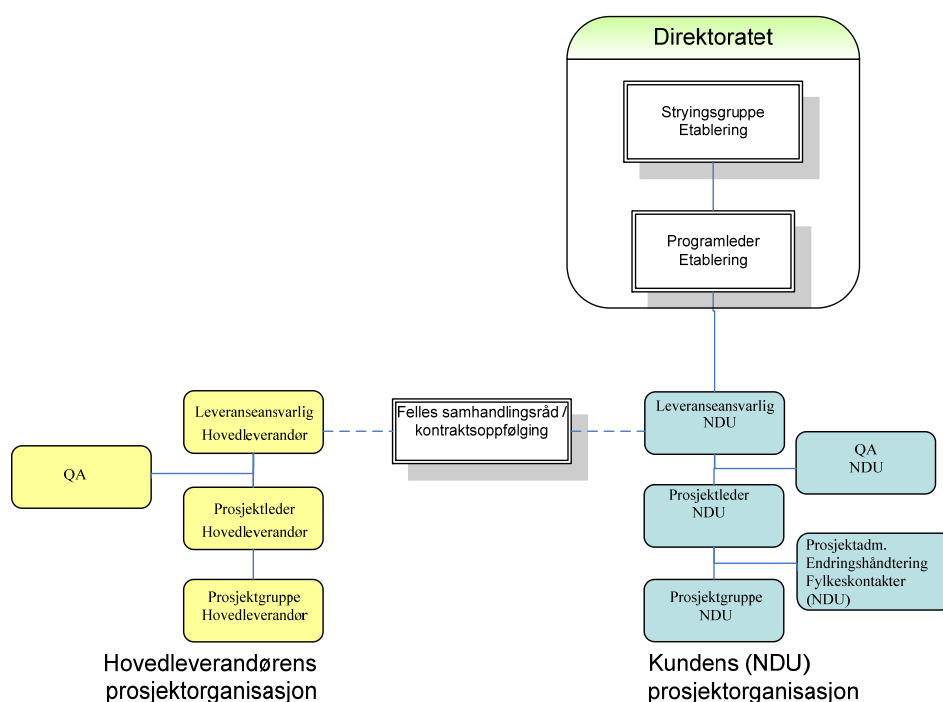 Direktoratet
Stryingsgruppe
Etablering
Programleder
Etablering
Leveranseansvarlig
Hovedleverandør
Felles samhandlingsråd /
kontraktsoppfølging
Leveranseansvarlig
NDU
QA
QA
NDU
Prosjektleder
Hovedleverandør
Prosjektleder
NDU
Prosjektadm.
Endringshåndtering
Fylkeskontakter
(NDU)
Prosjektgruppe
Hovedleverandør
Prosjektgruppe
NDU
Hovedleverandørens
prosjektorganisasjon
Kundens (NDU)
prosjektorganisasjon